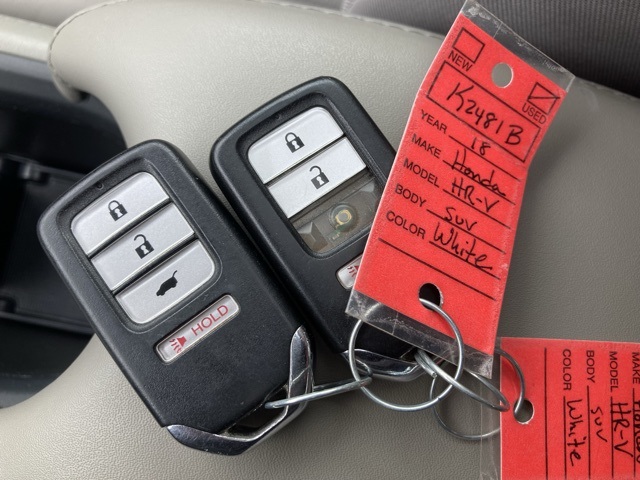 NEW
USED
K2481B
YEAR 18
MAKE Honda
MODEL HR-V
BODY SUV
COLOR White
HOLD
MAKE Honda
MODEL HR-V
BODY SUV
COLOR White